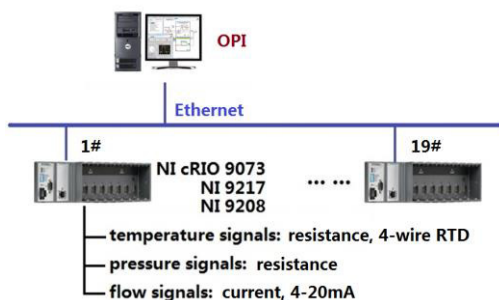 OPI
Ethernet
1#
19#
NI cRIO 9073
NI 9217
NI 9208
... ...
temperature signals: resistance, 4-wire RTD
pressure signals: resistance
flow signals: current, 4-20mA